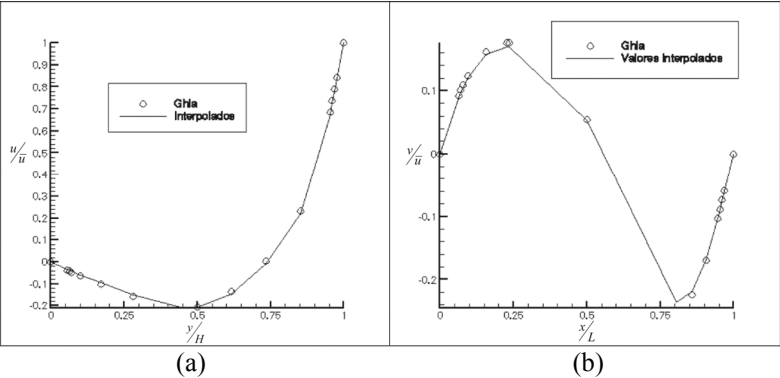 Ghia
Interpolados
u/ū
1
0.9
0.8
0.7
0.6
0.5
0.4
0.3
0.2
0.1
0
-0.1
-0.2
0
0.25
0.5
0.75
1
y/H
(a)
Ghia
Valores Interpolados
v/ū
0.1
0
-0.1
-0.2
0
0.25
0.5
0.75
1
x/L
(b)